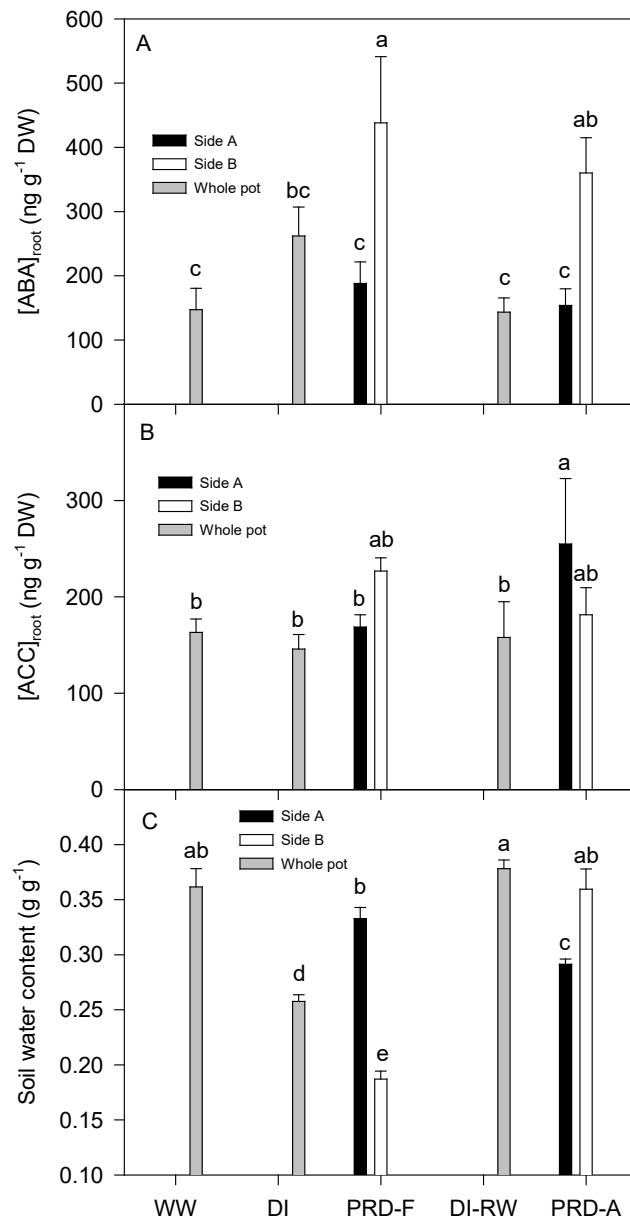 A
[ABA]root (ng g-1 DW)
600
500
400
300
200
100
0
Side A
Side B
Whole pot
c
bc
c
a
c
c
ab
B
[ACC]root (ng g-1 DW)
300
200
100
0
Side A
Side B
Whole pot
b
b
b
ab
b
a
ab
C
Soil water content (g g-1)
0.40
0.35
0.30
0.25
0.20
0.15
0.10
Side A
Side B
Whole pot
ab
d
b
e
a
c
ab
WW DI PRD-F DI-RW PRD-A